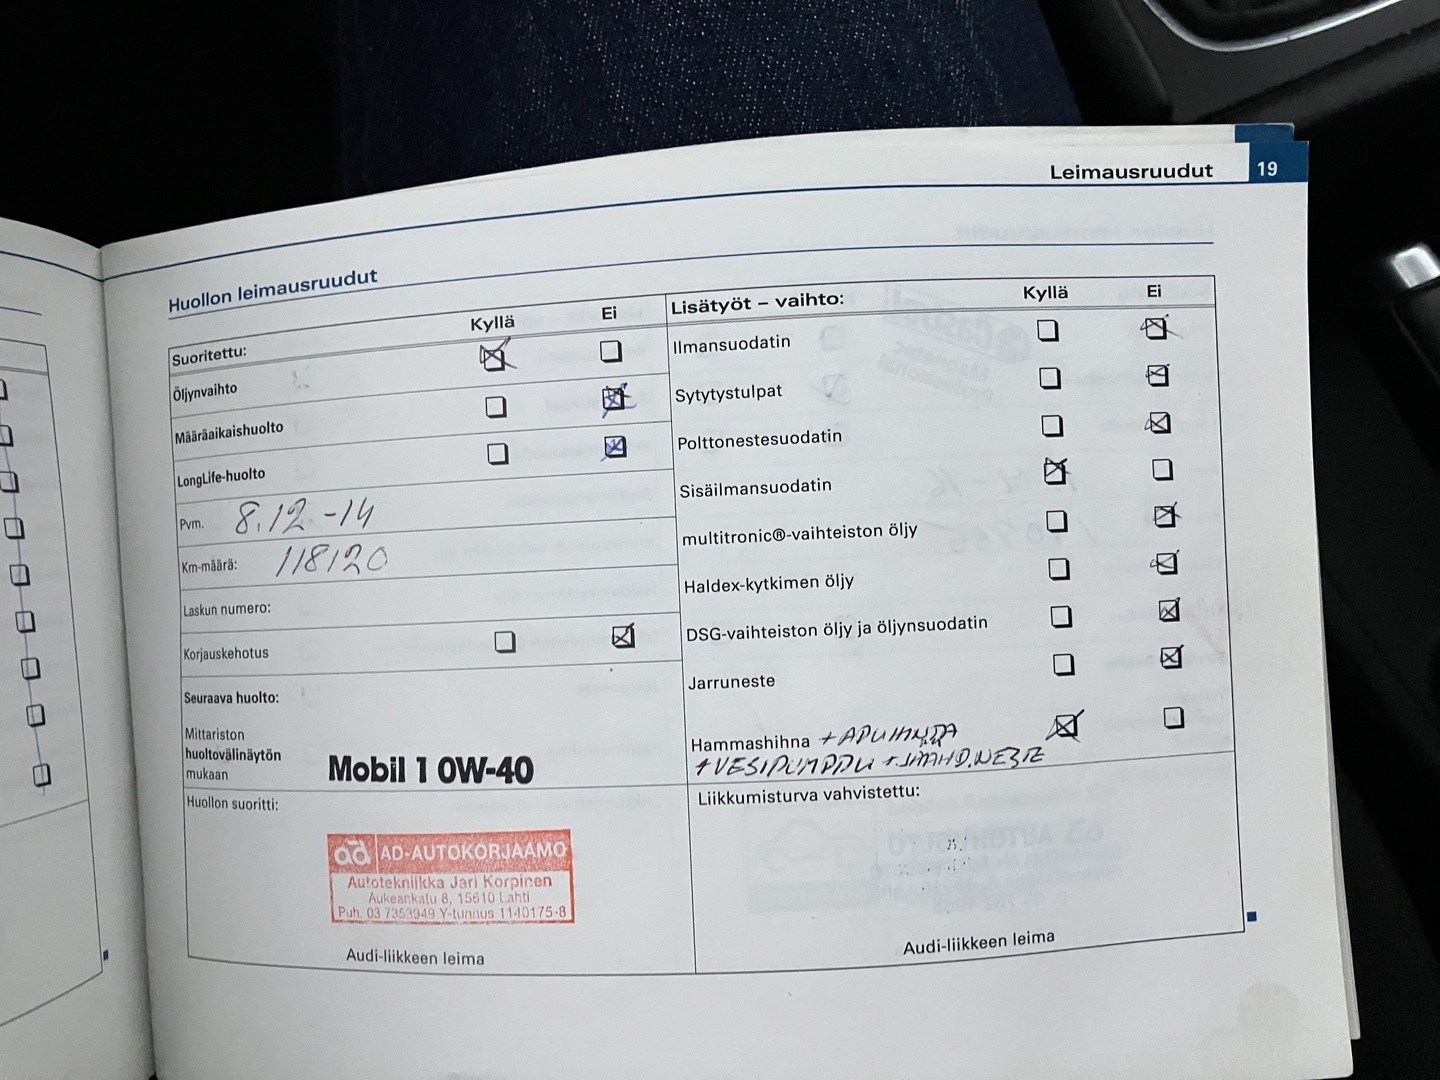 Leimausruudut 19
Huollon leimausruudut
Kyllä Ei
Suoritettu:
Öljynvaihto
Määräaikaishuolto
LongLife-huolto
Pvm. 8.12-14
Km-määrä: 118120
Laskun numero:
Korjauskehotus
Seuraava huolto:
Mittariston
huoltovälinäytön
mukaan
Mobil 1 0W-40
Huollon suoritti:
ad AD-AUTOKORJAAMO
Autotekniikka Jari Korpinen
Aukeankatu 8, 15610 Lahti
Puh. 03 7353949 Y-tunnus 1140175-8
Audi-liikkeen leima
Lisätyöt – vaihto: Kyllä Ei
Ilmansuodatin
Sytytystulpat
Polttonestesuodatin
Sisäilmansuodatin
multitronic®-vaihteiston öljy
Haldex-kytkimen öljy
DSG-vaihteiston öljy ja öljynsuodatin
Jarruneste
Hammashihna + APUHIHNA
+ VESIPUMPPU + JÄÄHD.NESTE
Liikkumisturva vahvistettu:
Audi-liikkeen leima